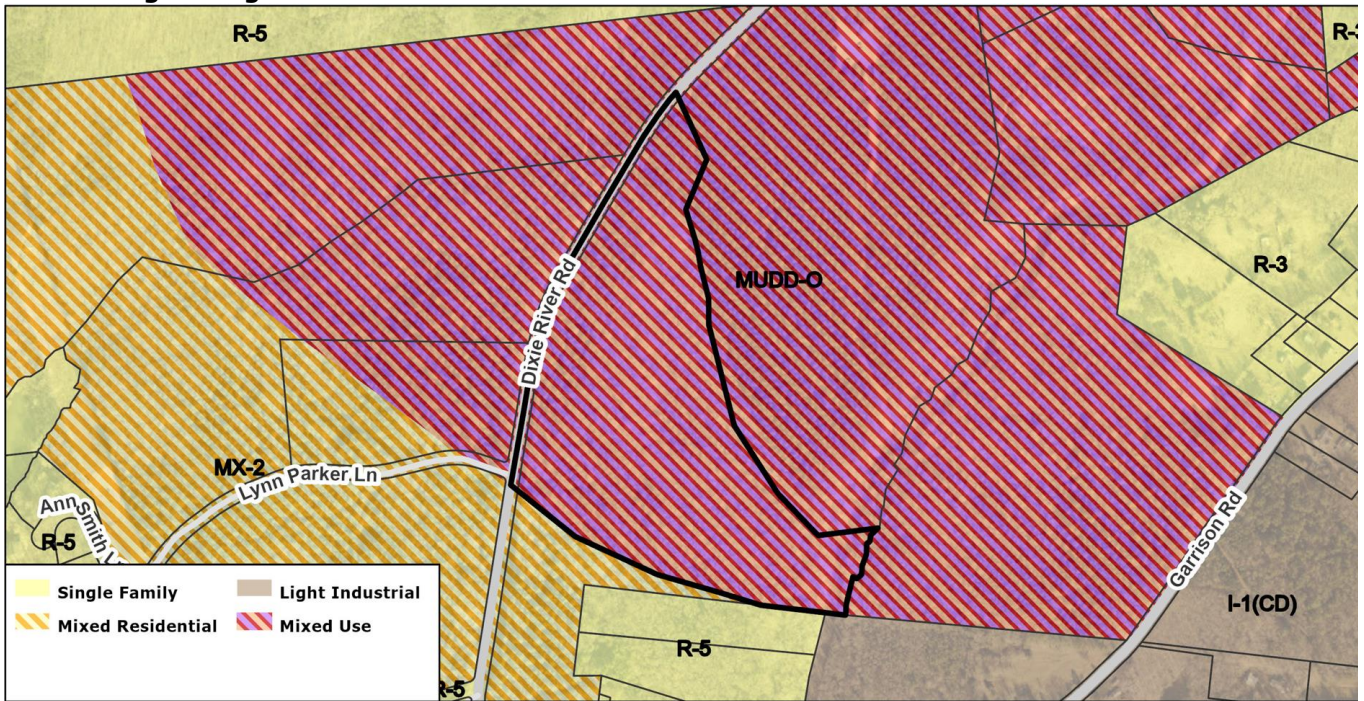 R-5
R-3
R-3
MUDD-O
Dixie River Rd
MX-2
Lynn Parker Ln
Ann Smith
R-5
Garrison Rd
I-1(CD)
R-5
R-5
Single Family
Light Industrial
Mixed Residential
Mixed Use